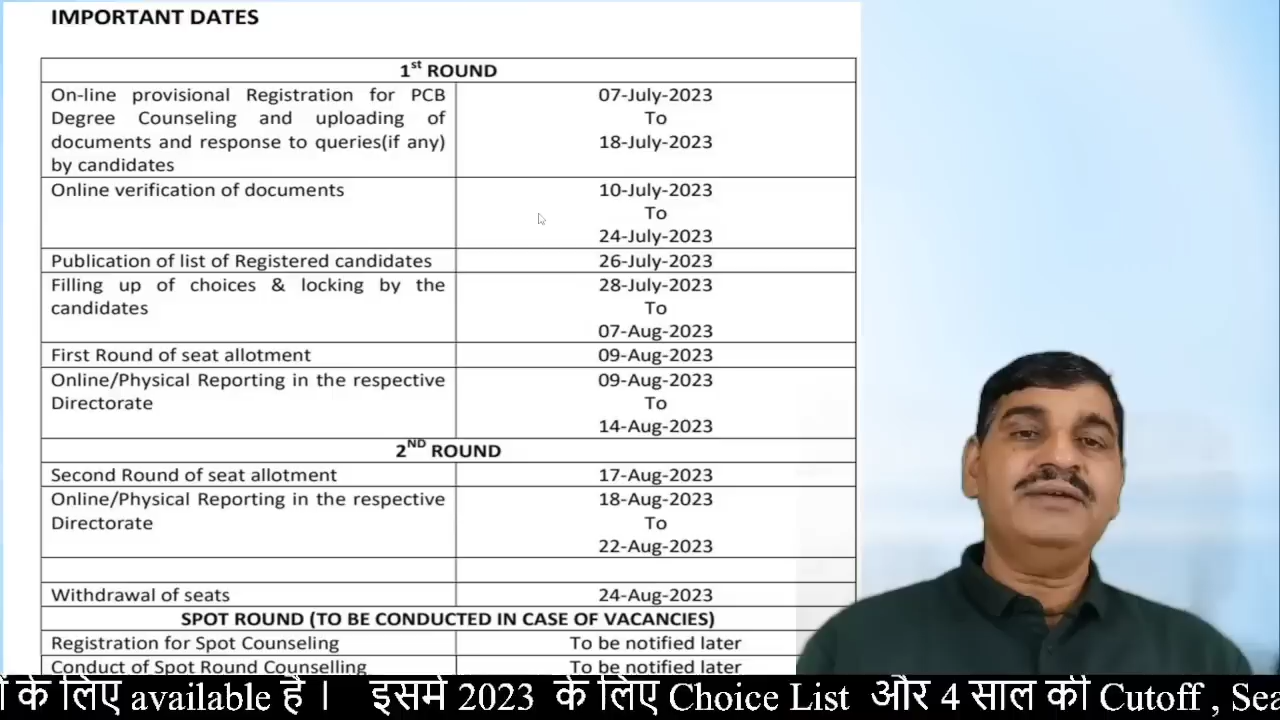 IMPORTANT DATES
1st ROUND
On-line provisional Registration for PCB
Degree Counseling and uploading of
documents and response to queries(if any)
by candidates
07-July-2023
To
18-July-2023
Online verification of documents
10-July-2023
To
24-July-2023
Publication of list of Registered candidates
26-July-2023
Filling up of choices & locking by the
candidates
28-July-2023
To
07-Aug-2023
First Round of seat allotment
09-Aug-2023
Online/Physical Reporting in the respective
Directorate
09-Aug-2023
To
14-Aug-2023
2ND ROUND
Second Round of seat allotment
17-Aug-2023
Online/Physical Reporting in the respective
Directorate
18-Aug-2023
To
22-Aug-2023
Withdrawal of seats
24-Aug-2023
SPOT ROUND (TO BE CONDUCTED IN CASE OF VACANCIES)
Registration for Spot Counseling
To be notified later
Conduct of Spot Round Counselling
To be notified later
के लिए available है । इसमें 2023 के लिए Choice List और 4 साल की Cutoff ,